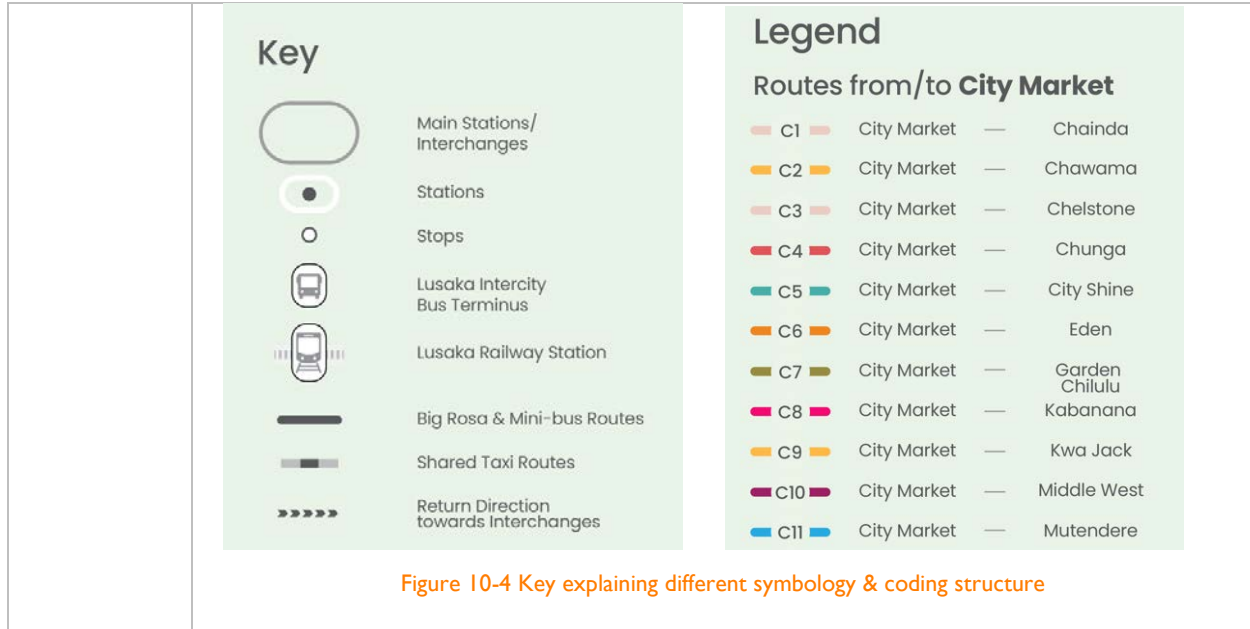 Key
Main Stations/
Interchanges
Stations
Stops
Lusaka Intercity
Bus Terminus
Lusaka Railway Station
Big Rosa & Mini-bus Routes
Shared Taxi Routes
Return Direction
towards Interchanges
Legend
Routes from/to City Market
C1 City Market — Chainda
C2 City Market — Chawama
C3 City Market — Chelstone
C4 City Market — Chunga
C5 City Market — City Shine
C6 City Market — Eden
C7 City Market — Garden
Chilulu
C8 City Market — Kabanana
C9 City Market — Kwa Jack
C10 City Market — Middle West
C11 City Market — Mutendere
Figure 10-4 Key explaining different symbology & coding structure